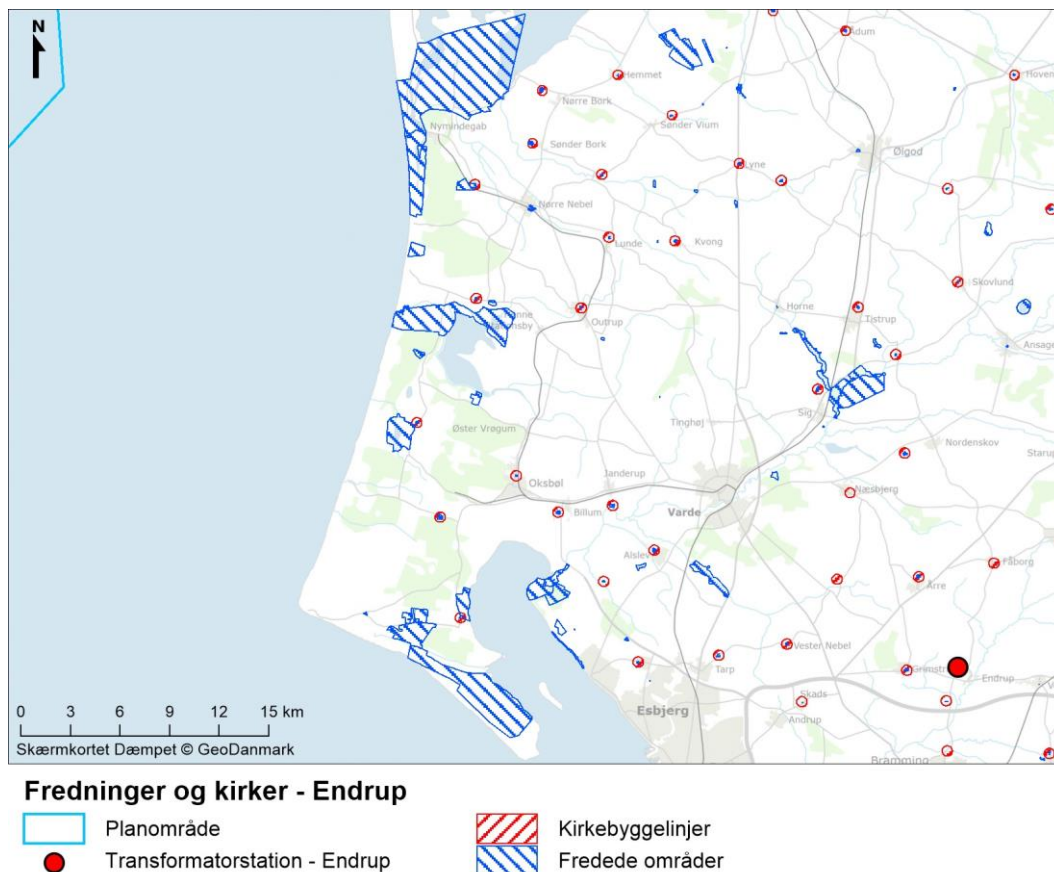 N
Ådum
Hemmet
Hoven
Nørre Bork
Nymindegab
Sønder Vium
Sønder Bork
Ølgod
Lyne
Nørre Nebel
Lunde
Kvong
Skovlund
Horne
Outrup
Tistrup
Ansage
Tinghøj
Sig
Øster Vrøgum
Nordenskov
Starup
Oksbøl
Janderup
Næsbjerg
Billum
Varde
Alslev
Fåborg
Årre
Vester Nebel
Tarp
Grimstr
Endrup
V
Skads
Esbjerg
Andrup
Bramming
0 3 6 9 12 15 km
Skærmkortet Dæmpet © GeoDanmark
Fredninger og kirker - Endrup
Planområde
Kirkebyggelinjer
Transformatorstation - Endrup
Fredede områder